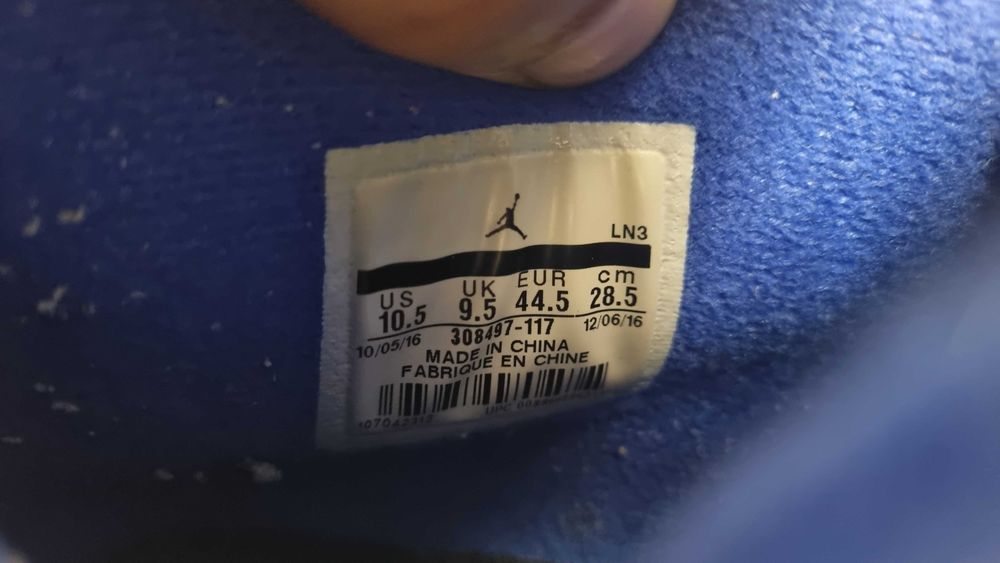 LN3
US UK EUR cm
10.5 9.5 44.5 28.5
10/05/16 308497-117 12/06/16
MADE IN CHINA
FABRIQUE EN CHINE
UPC